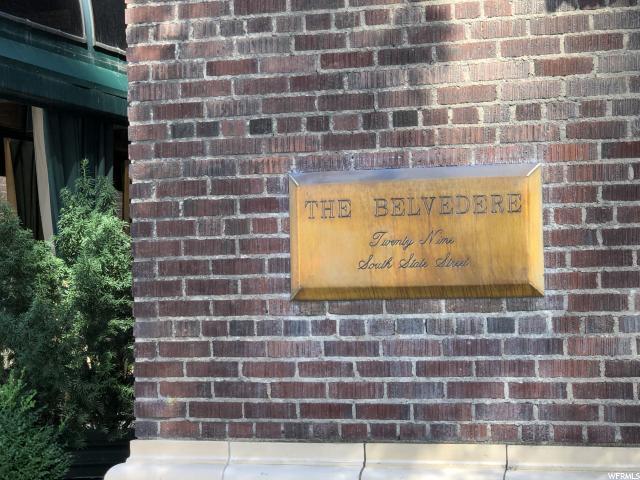 THE BELVEDERE
Twenty Nine
South State Street
WFRMLS